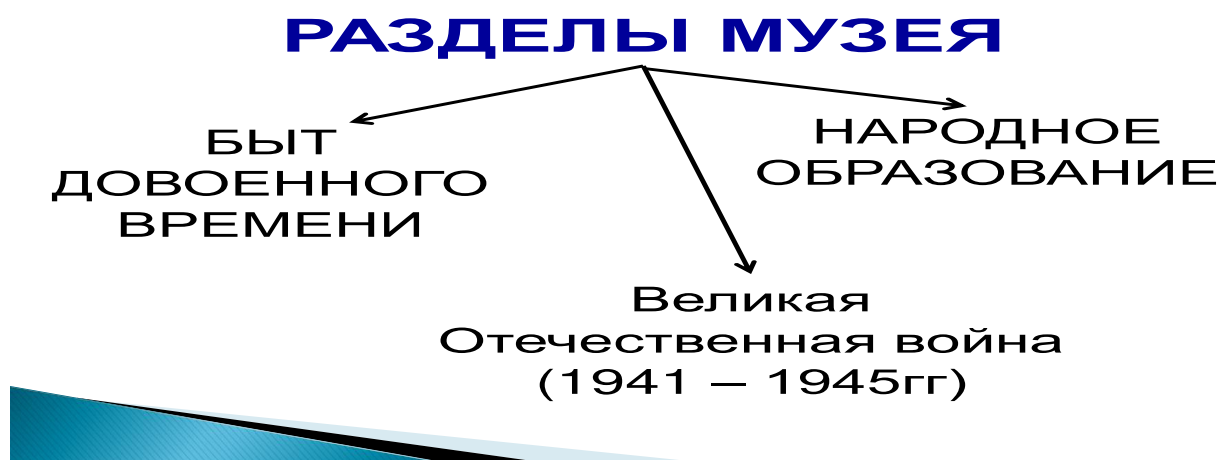 РАЗДЕЛЫ МУЗЕЯ
БЫТ
ДОВОЕННОГО
ВРЕМЕНИ
НАРОДНОЕ
ОБРАЗОВАНИЕ
Великая
Отечественная война
(1941 – 1945гг)